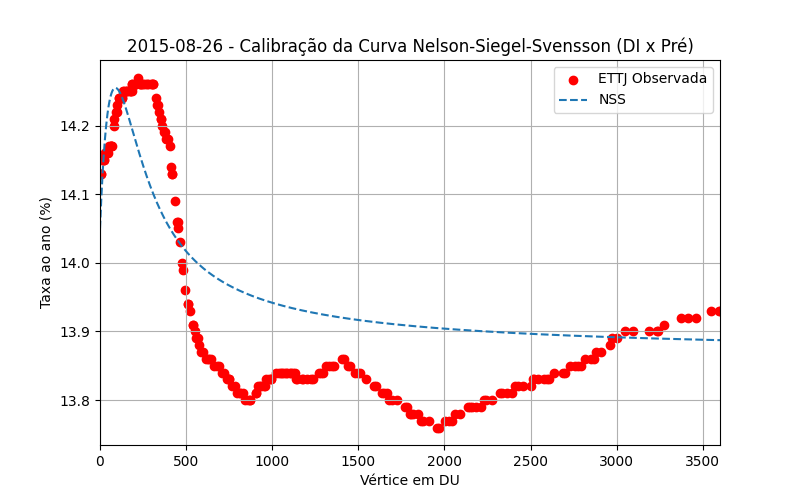 2015-08-26 - Calibração da Curva Nelson-Siegel-Svensson (DI x Pré)
ETTJ Observada
NSS
Taxa ao ano (%)
14.2
14.1
14.0
13.9
13.8
0 500 1000 1500 2000 2500 3000 3500
Vértice em DU